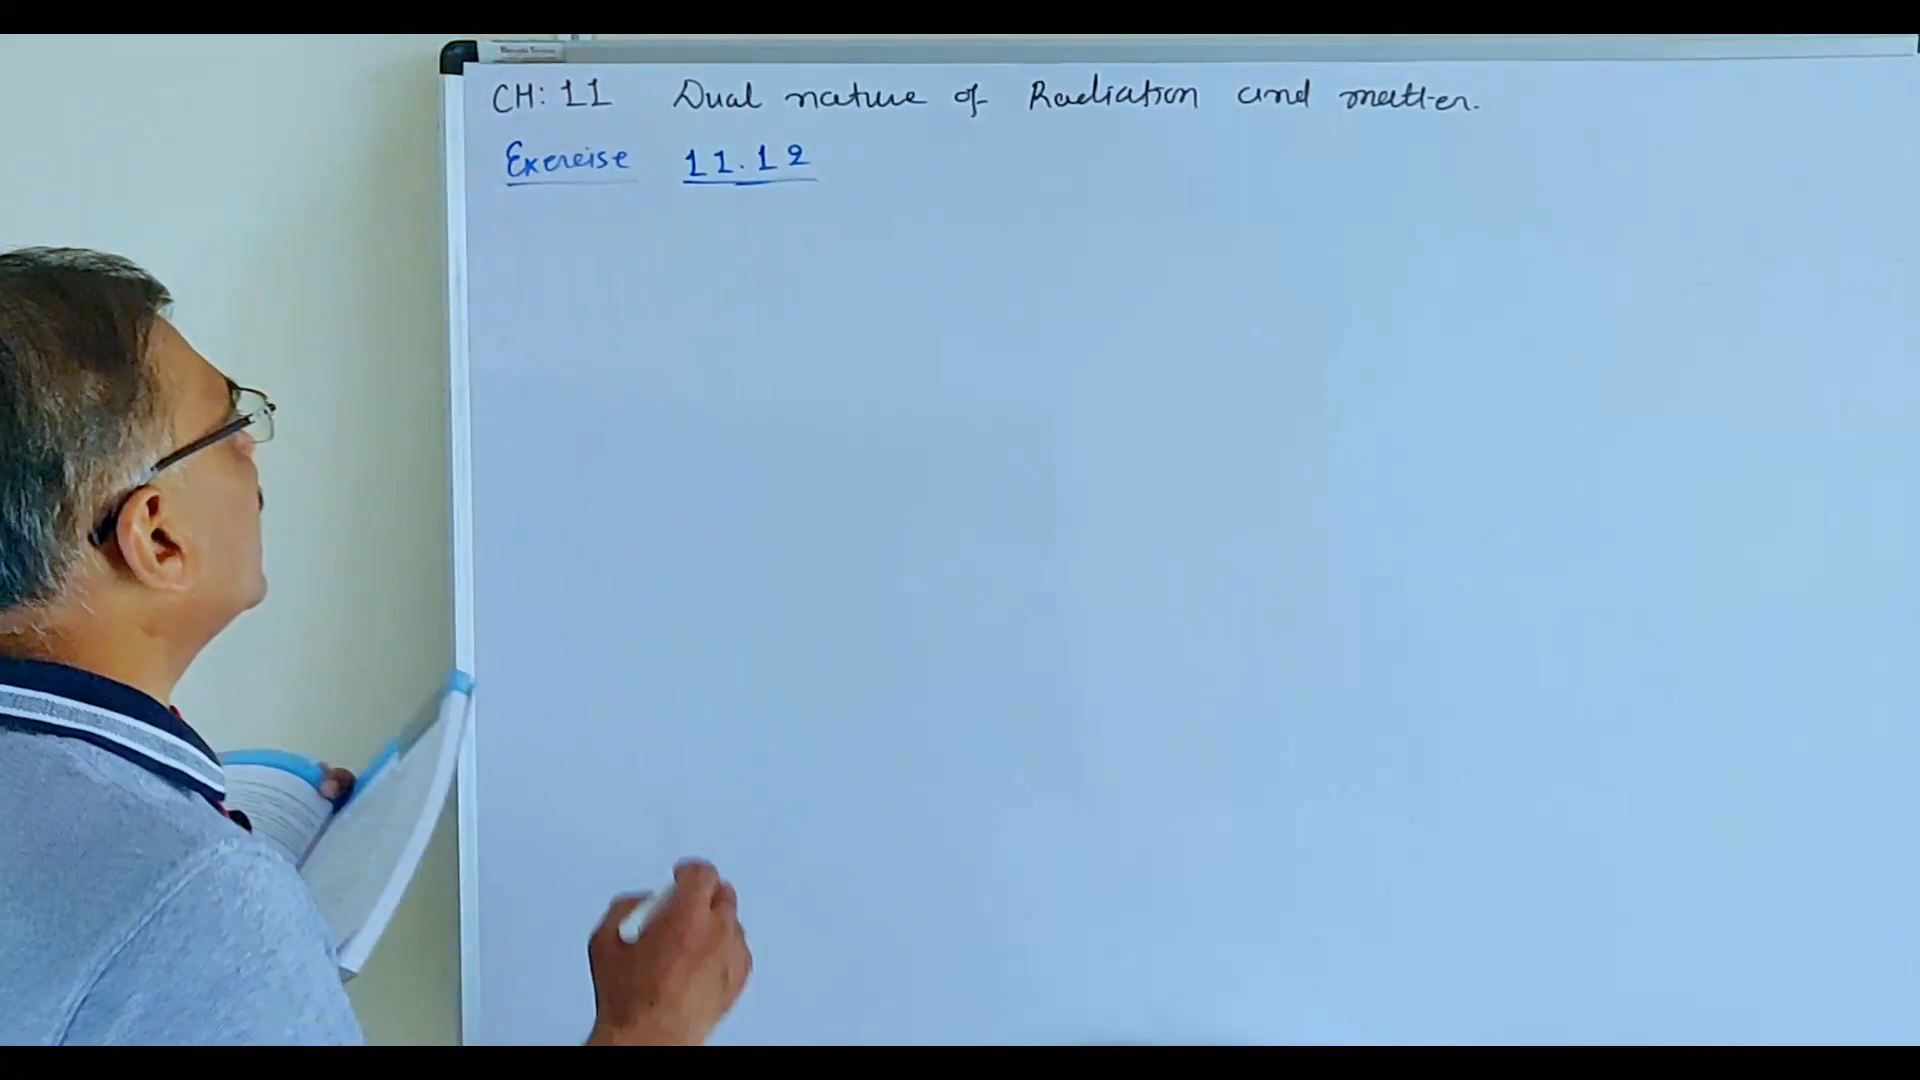 CH: 11 Dual nature of Radiation and matter.
Exercise 11.12